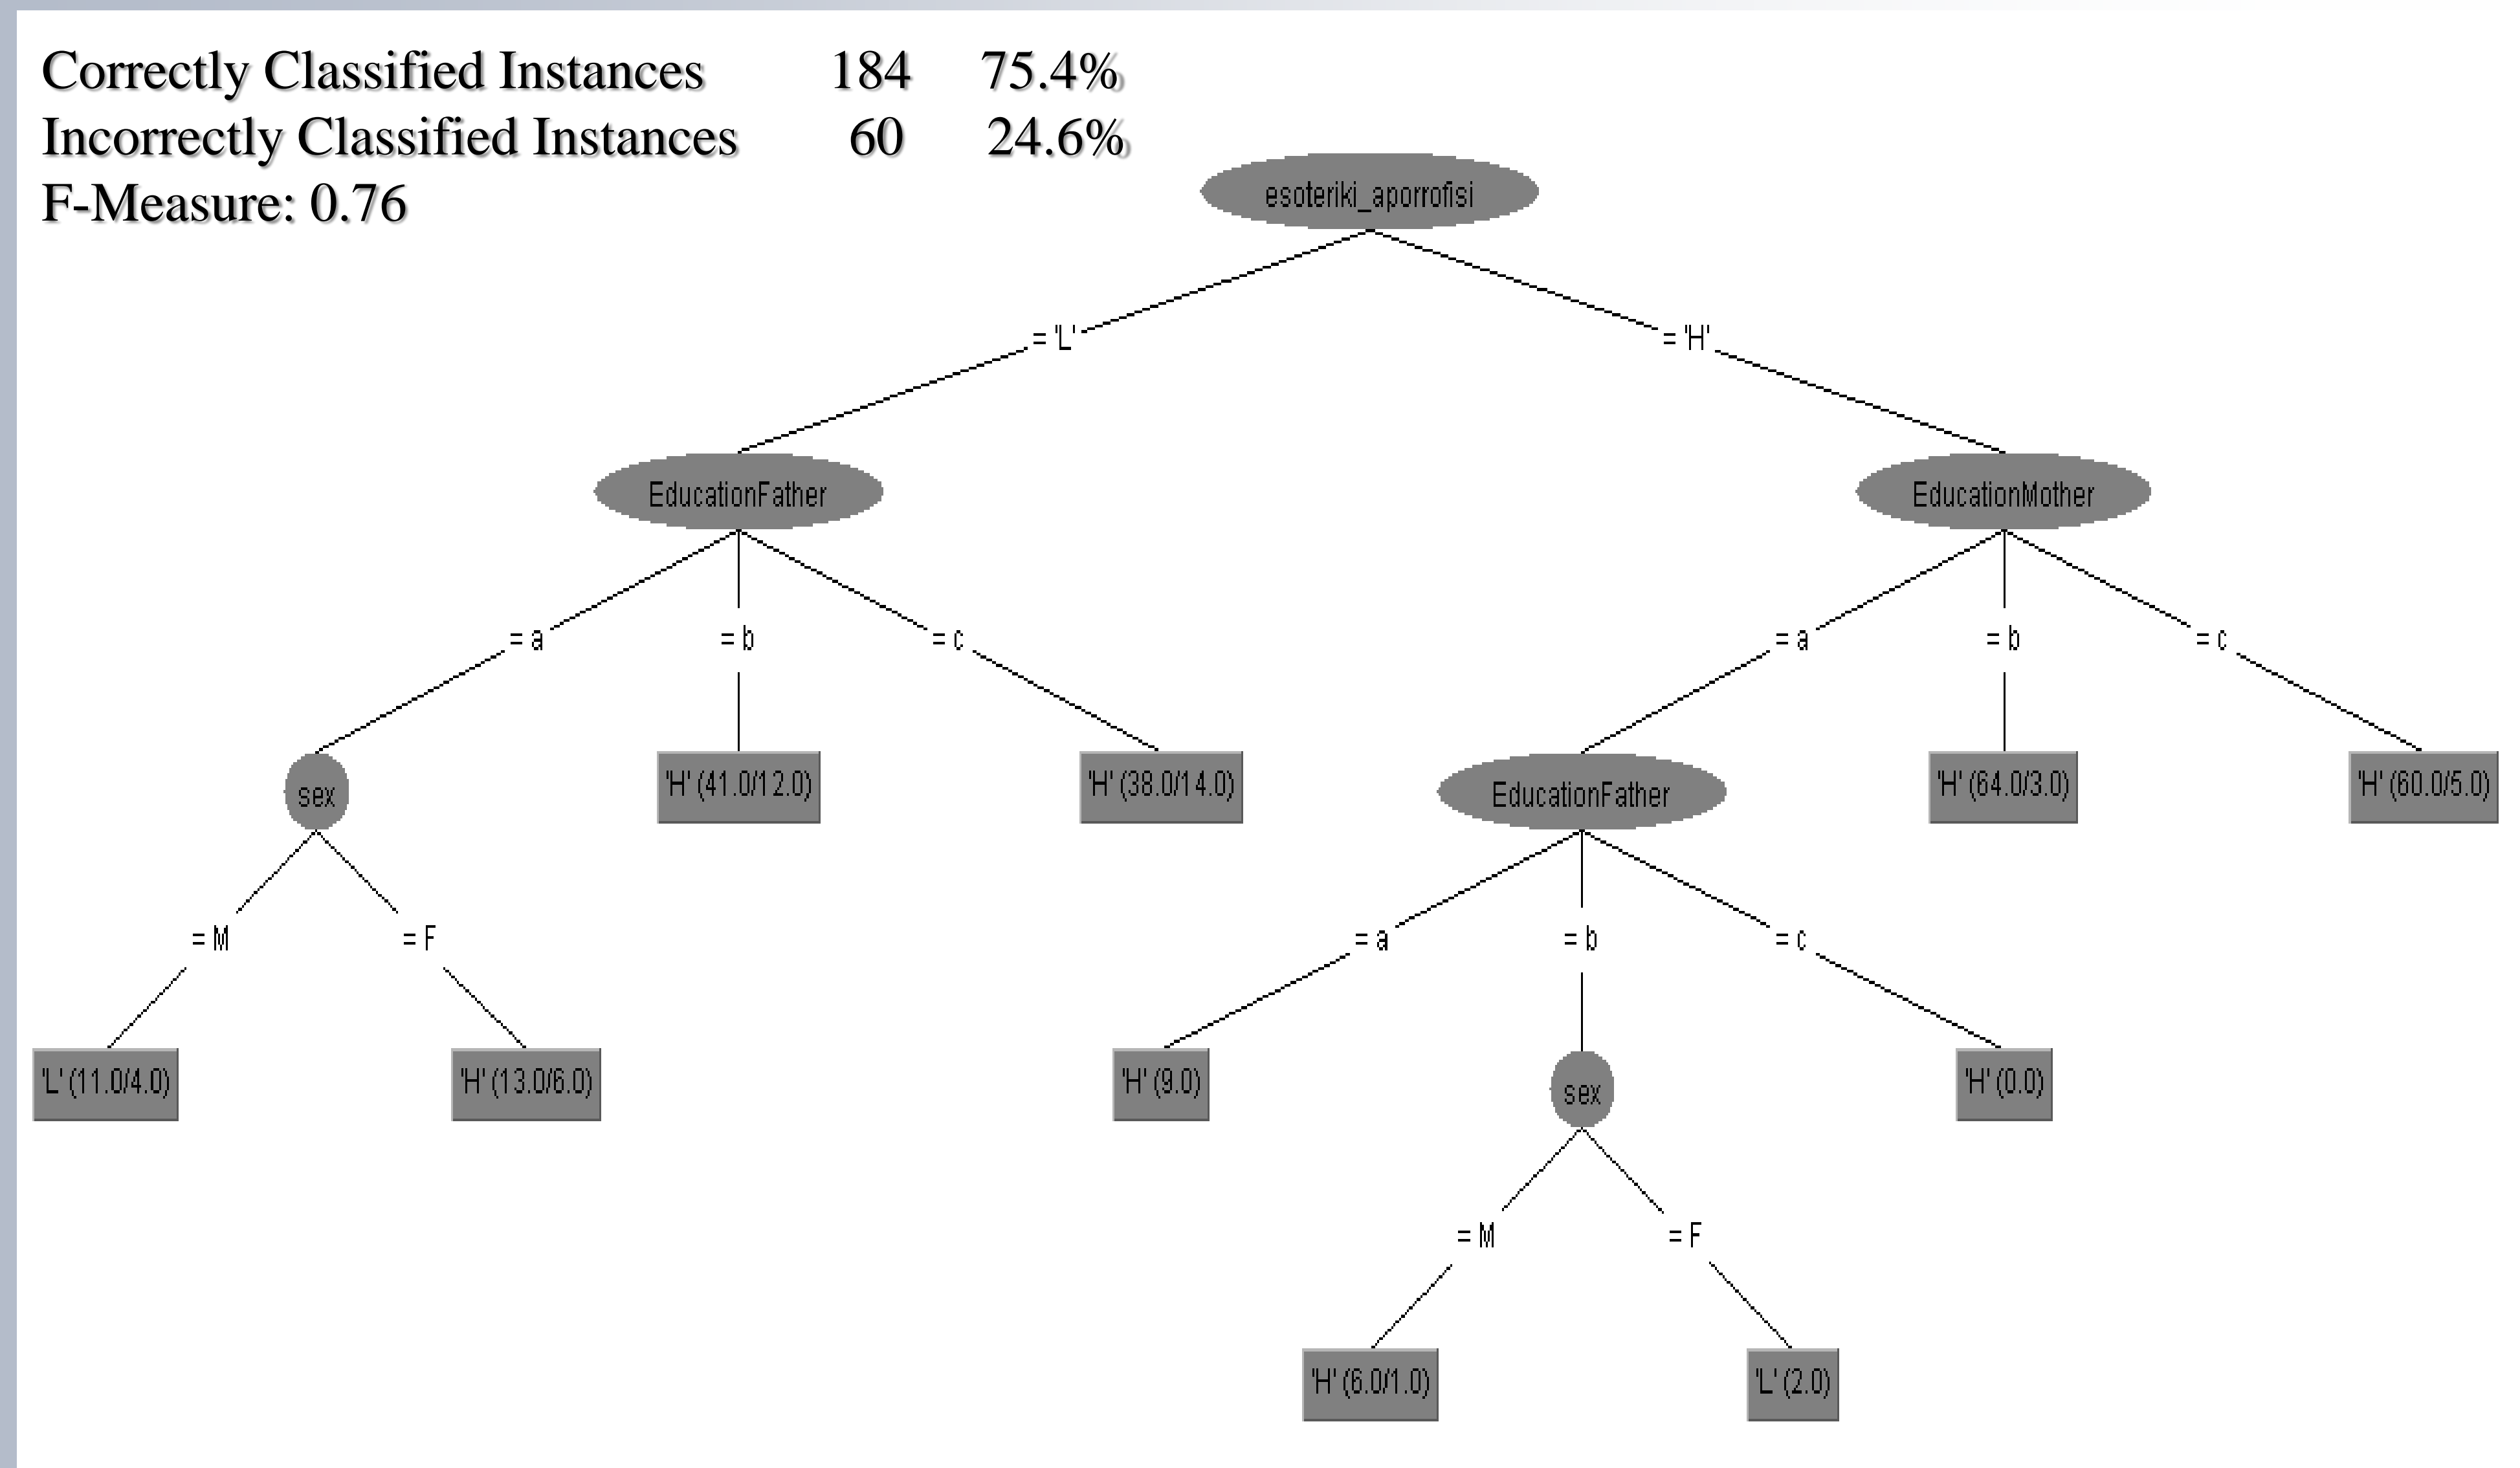 Correctly Classified Instances 184 75.4%
Incorrectly Classified Instances 60 24.6%
F-Measure: 0.76
esoteriki_aporrofisi
= 'L'
= 'H'
EducationFather
EducationMother
= a
= b
= c
= a
= b
= c
sex
'H' (41.0/12.0)
'H' (38.0/14.0)
EducationFather
'H' (64.0/3.0)
'H' (60.0/5.0)
= M
= F
= a
= b
= c
'L' (11.0/4.0)
'H' (13.0/6.0)
'H' (9.0)
sex
'H' (0.0)
= M
= F
'H' (6.0/1.0)
'L' (2.0)